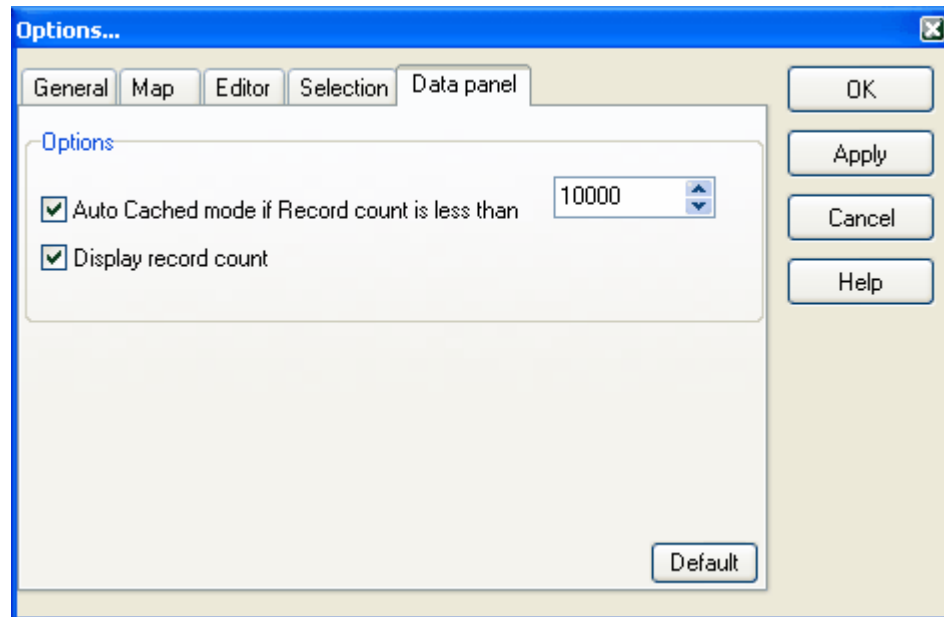 Options...
General Map Editor Selection Data panel
Options
Auto Cached mode if Record count is less than 10000
Display record count
Default
OK
Apply
Cancel
Help